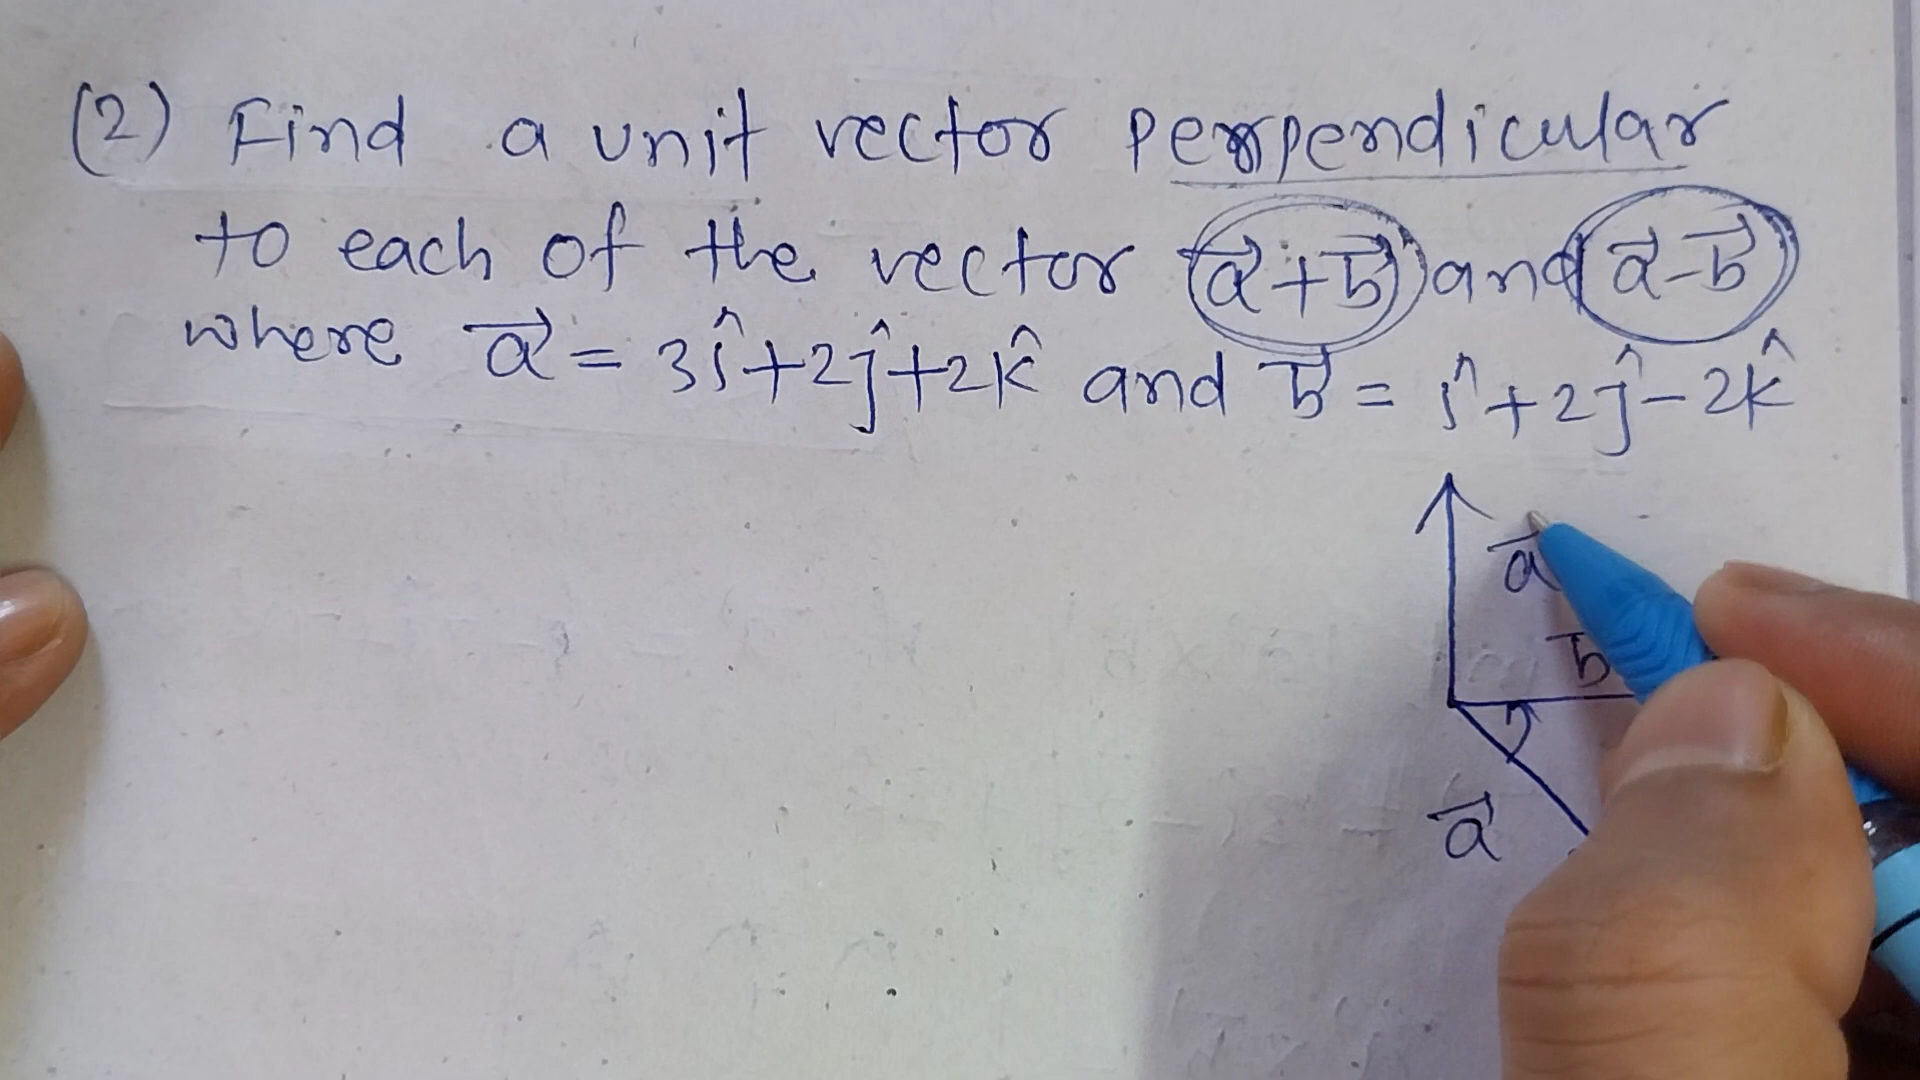 (2) Find a unit vector perpendicular
to each of the vector a⃗+b⃗ and a⃗-b⃗
where a⃗ = 3î+2ĵ+2k̂ and b⃗ = î+2ĵ-2k̂
a⃗
b⃗
a⃗